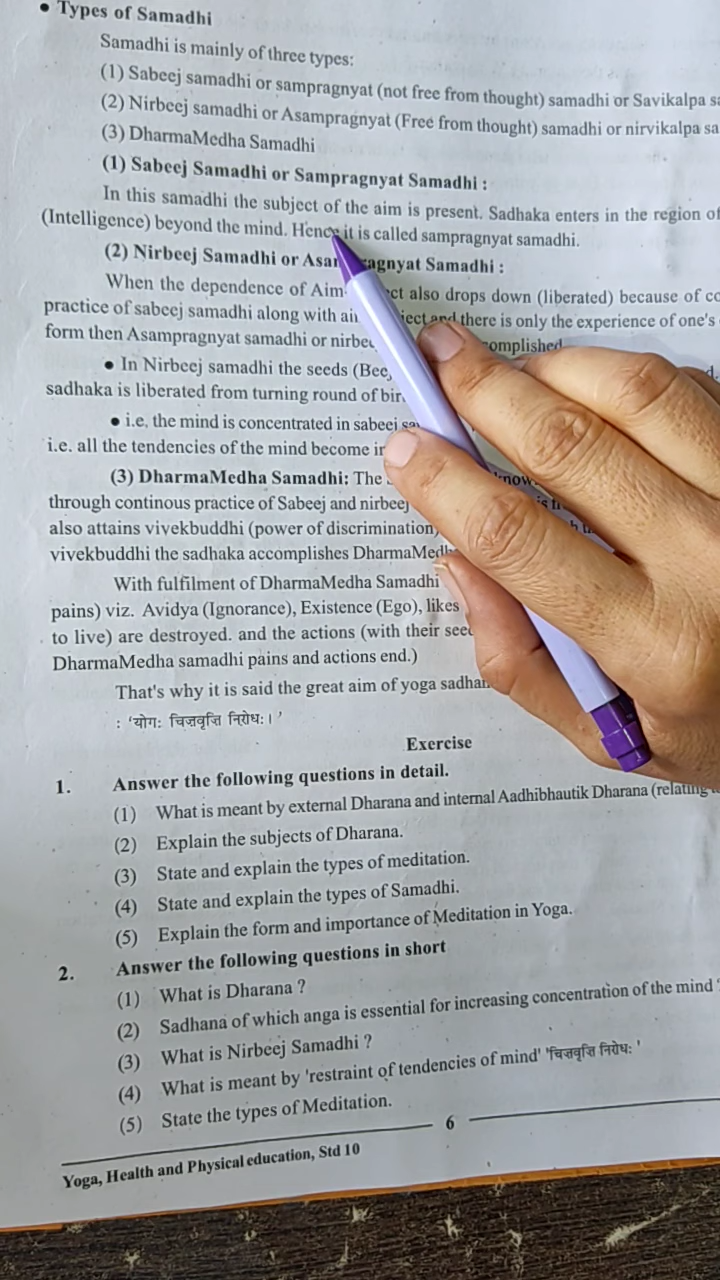 • Types of Samadhi
Samadhi is mainly of three types:
(1) Sabeej samadhi or sampragnyat (not free from thought) samadhi or Savikalpa
(2) Nirbeej samadhi or Asampragnyat (Free from thought) samadhi or nirvikalpa
(3) DharmaMedha Samadhi
(1) Sabeej Samadhi or Sampragnyat Samadhi :
In this samadhi the subject of the aim is present. Sadhaka enters in the region of
(Intelligence) beyond the mind. Hence it is called sampragnyat samadhi.
(2) Nirbeej Samadhi or Samadhi :
When the dependence of Aim- also drops down (liberated) because of
practice of sabeej samadhi along with and there is only the experience of one's
form then Asampragnyat samadhi or
• In Nirbeej samadhi the seeds
sadhaka is liberated from turning round of
• i.e. the mind is concentrated in sabeej
i.e. all the tendencies of the mind become
(3) DharmaMedha Samadhi: The
through continous practice of Sabeej and nirbeej
also attains vivekbuddhi (power of discrimination)
vivekbuddhi the sadhaka accomplishes
With fulfilment of DharmaMedha Samadhi
pains) viz. Avidya (Ignorance), Existence (Ego), likes
to live) are destroyed. and the actions (with their
DharmaMedha samadhi pains and actions end.)
That's why it is said the great aim of yoga
: ‘योगः चित्तवृत्ति निरोधः।’
Exercise
1. Answer the following questions in detail.
(1) What is meant by external Dharana and internal Aadhibhautik Dharana (relating
(2) Explain the subjects of Dharana.
(3) State and explain the types of meditation.
(4) State and explain the types of Samadhi.
(5) Explain the form and importance of Meditation in Yoga.
2. Answer the following questions in short
(1) What is Dharana ?
(2) Sadhana of which anga is essential for increasing concentration of the mind
(3) What is Nirbeej Samadhi ?
(4) What is meant by 'restraint of tendencies of mind' 'चित्तवृत्ति निरोधः '
(5) State the types of Meditation.
6
Yoga, Health and Physical education, Std 10